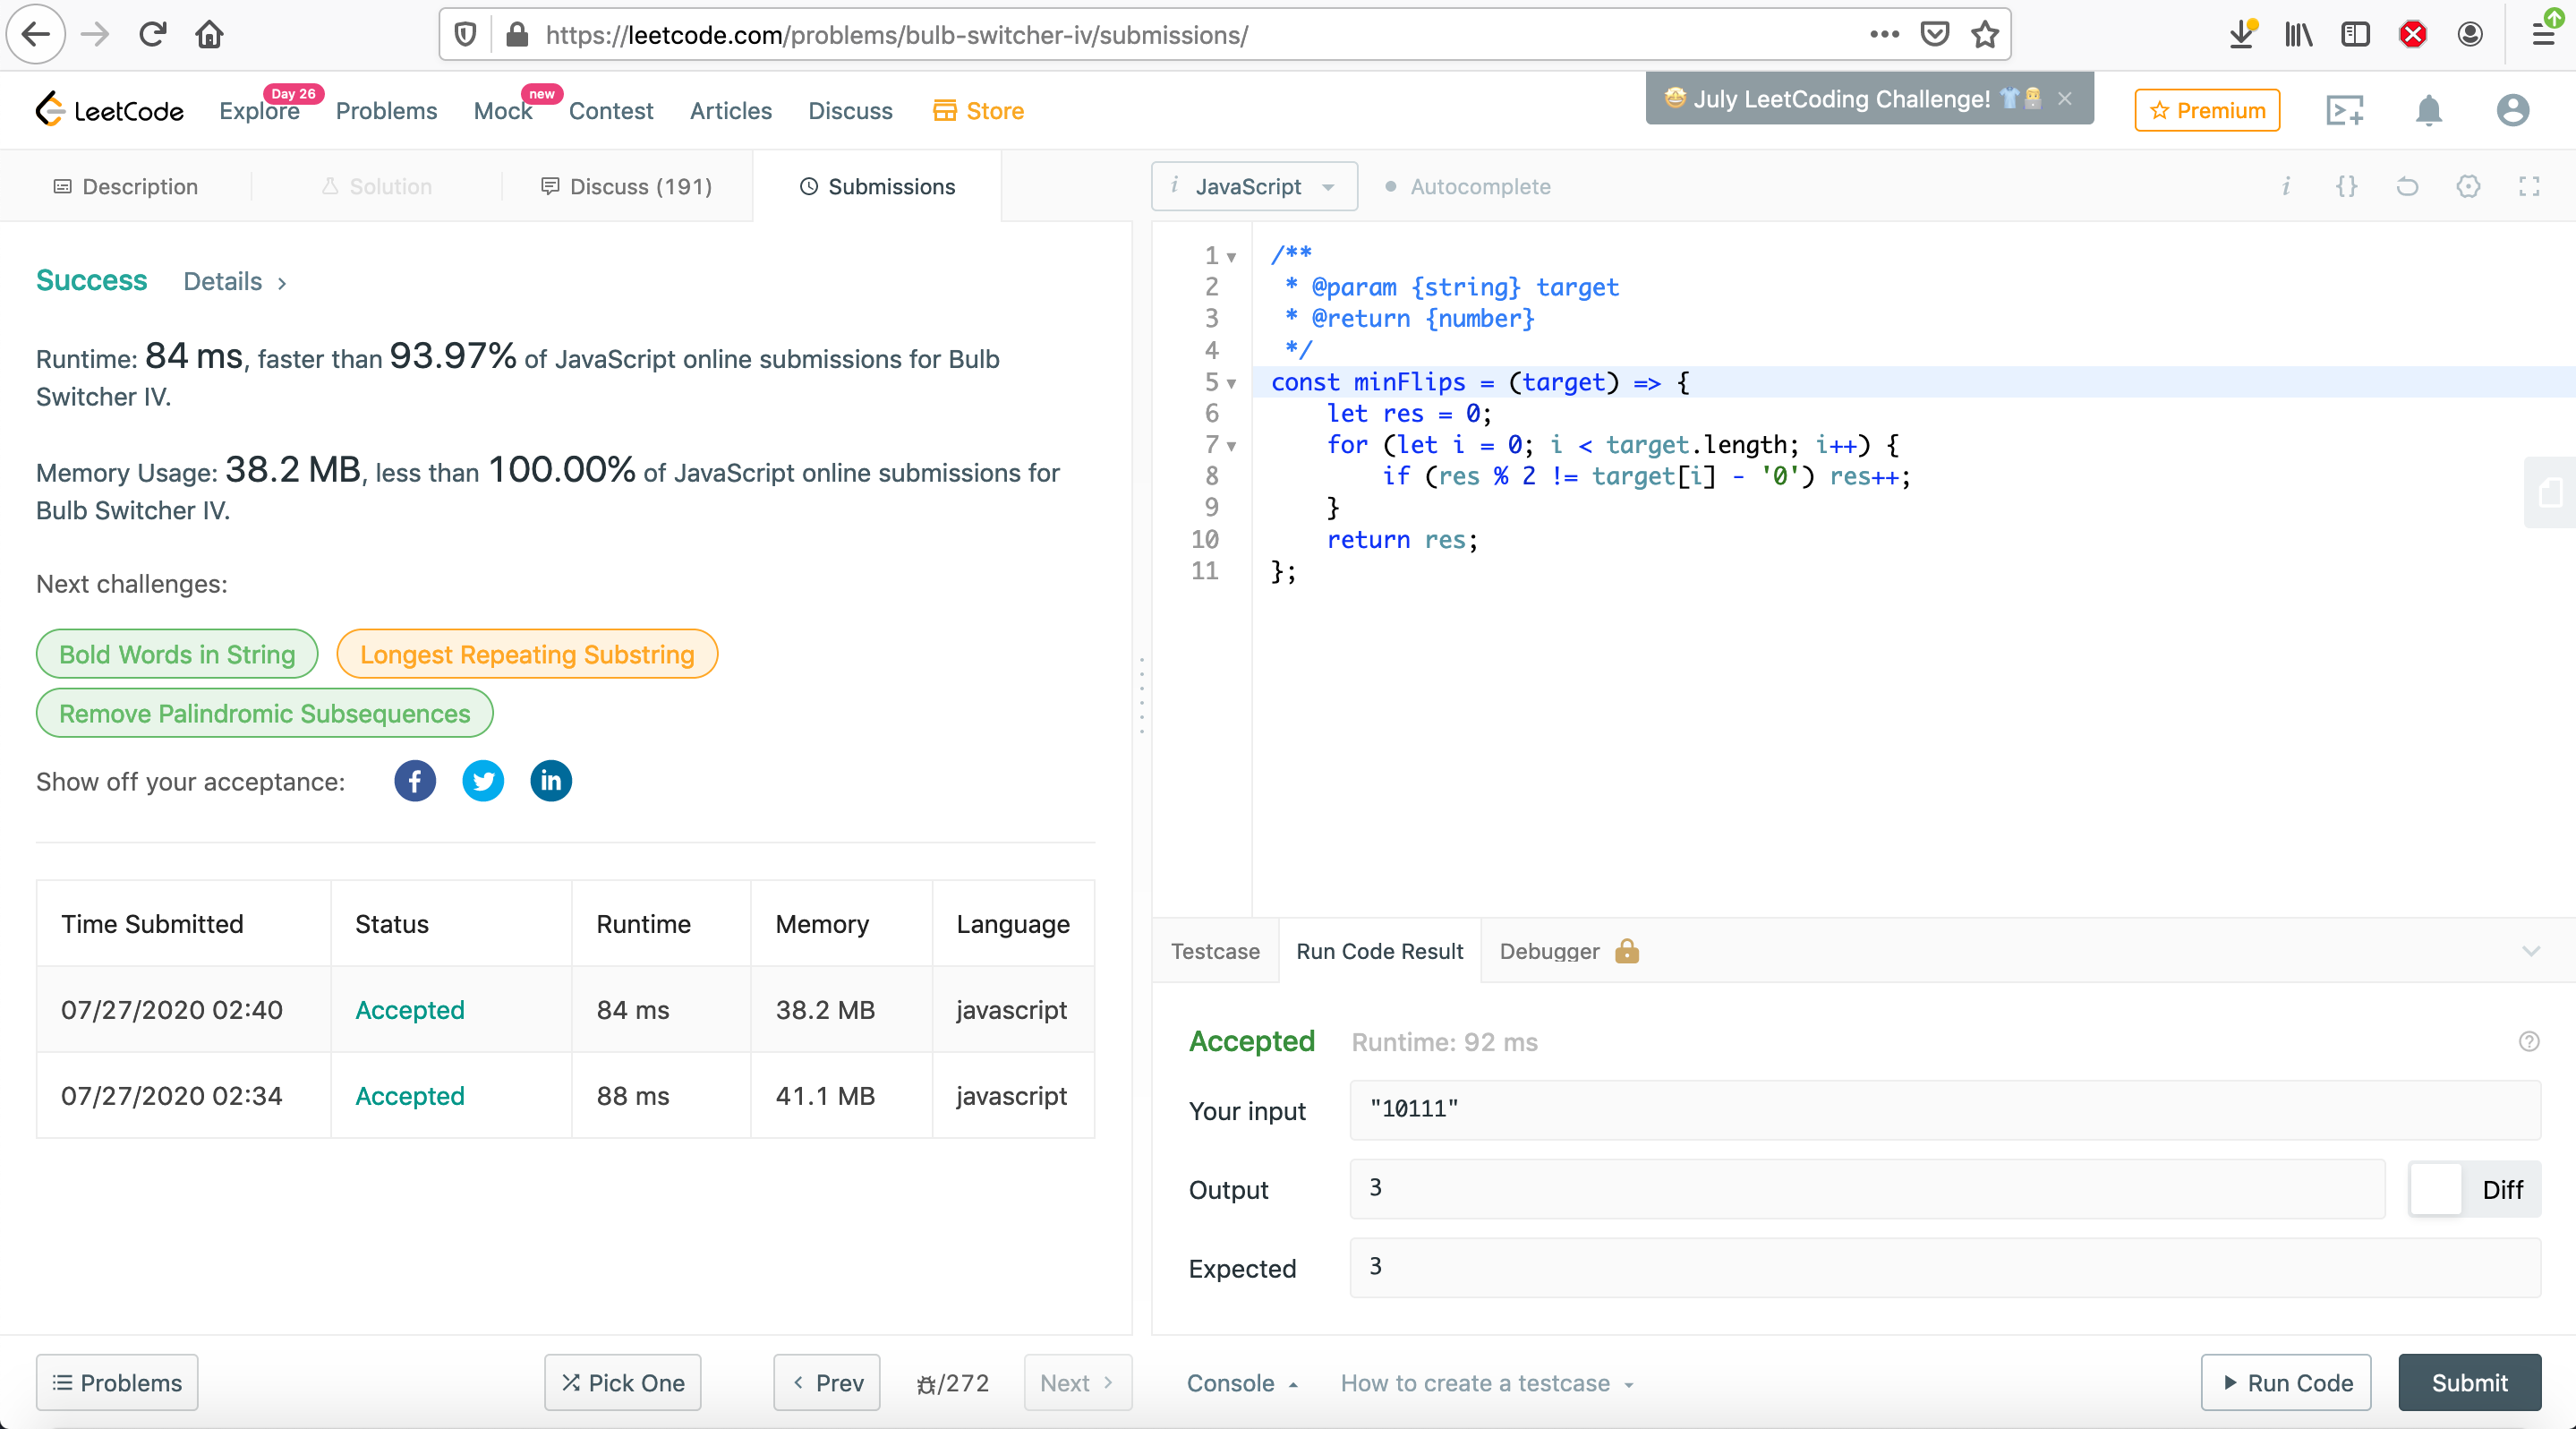 https://leetcode.com/problems/bulb-switcher-iv/submissions/
LeetCode
Explore
Day 26
Problems
Mock
new
Contest
Articles
Discuss
Store
July LeetCoding Challenge!
Premium
Description
Solution
Discuss (191)
Submissions
Success
Details
Runtime: 84 ms, faster than 93.97% of JavaScript online submissions for Bulb
Switcher IV.
Memory Usage: 38.2 MB, less than 100.00% of JavaScript online submissions for
Bulb Switcher IV.
Next challenges:
Bold Words in String
Longest Repeating Substring
Remove Palindromic Subsequences
Show off your acceptance:
Time Submitted Status Runtime Memory Language
07/27/2020 02:40 Accepted 84 ms 38.2 MB javascript
07/27/2020 02:34 Accepted 88 ms 41.1 MB javascript
i JavaScript
Autocomplete
i {}
1 /**
2  * @param {string} target
3  * @return {number}
4  */
5 const minFlips = (target) => {
6     let res = 0;
7     for (let i = 0; i < target.length; i++) {
8         if (res % 2 != target[i] - '0') res++;
9     }
10     return res;
11 };
Testcase
Run Code Result
Debugger
Accepted
Runtime: 92 ms
Your input
"10111"
Output
3
Diff
Expected
3
Problems
Pick One
Prev
/272
Next
Console
How to create a testcase
Run Code
Submit